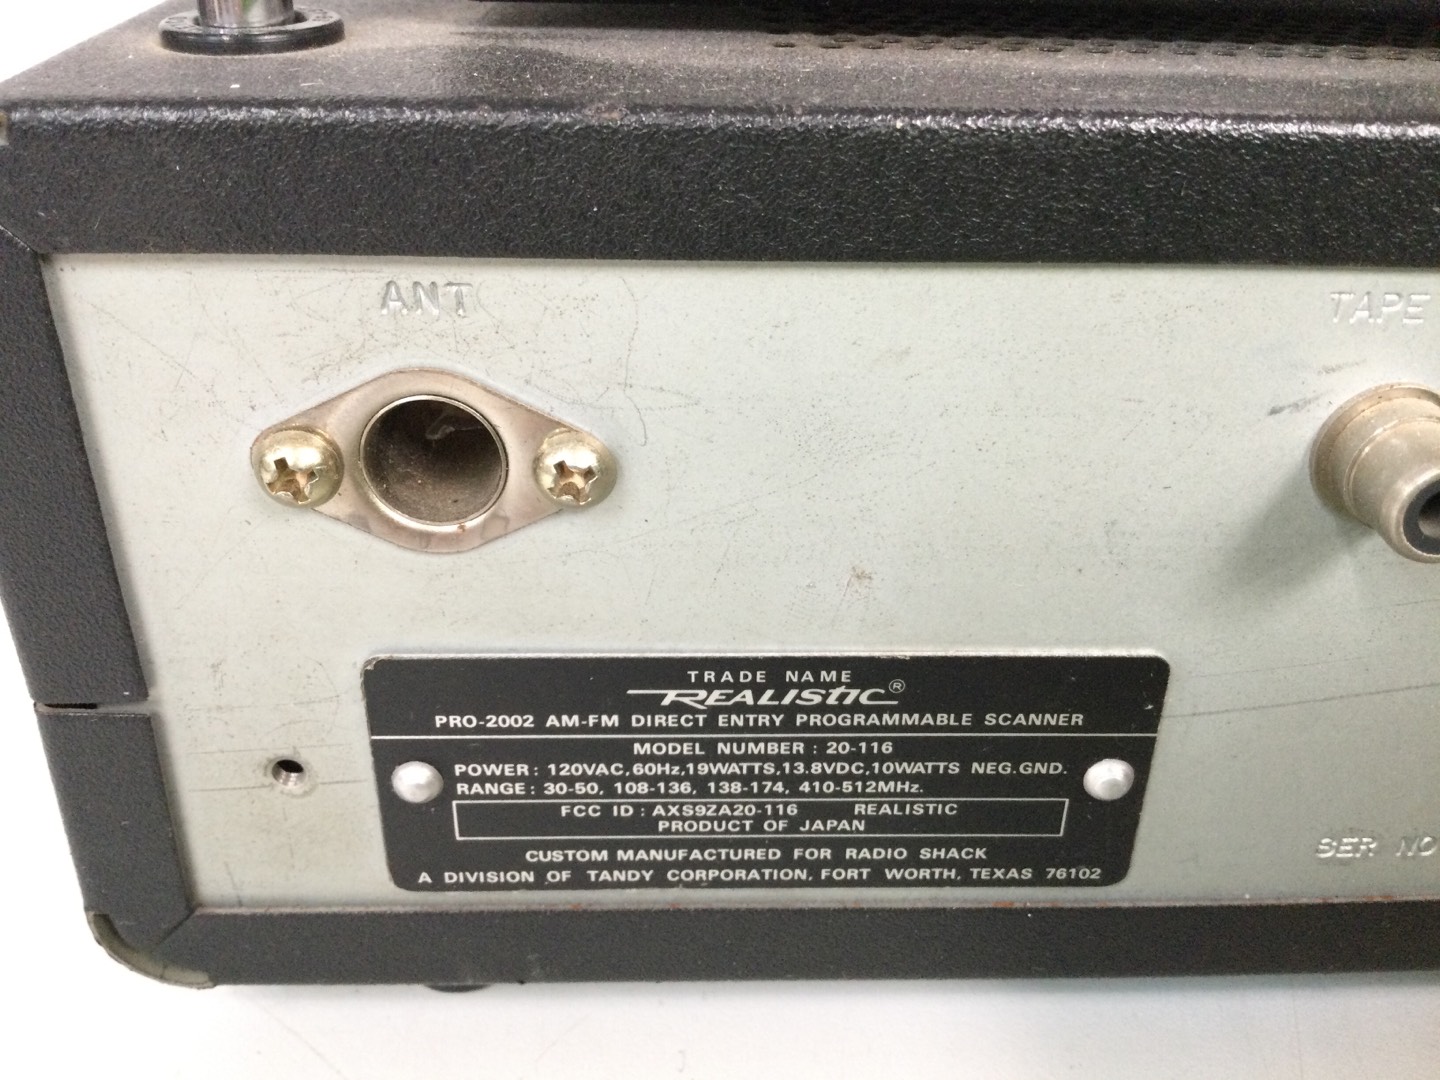 ANT
TAPE
TRADE NAME
REALISTIC®
PRO-2002 AM-FM DIRECT ENTRY PROGRAMMABLE SCANNER
MODEL NUMBER : 20-116
POWER : 120VAC,60Hz,19WATTS,13.8VDC,10WATTS NEG.GND.
RANGE : 30-50, 108-136, 138-174, 410-512MHz.
FCC ID : AXS9ZA20-116 REALISTIC
PRODUCT OF JAPAN
CUSTOM MANUFACTURED FOR RADIO SHACK
A DIVISION OF TANDY CORPORATION, FORT WORTH, TEXAS 76102
SER NO